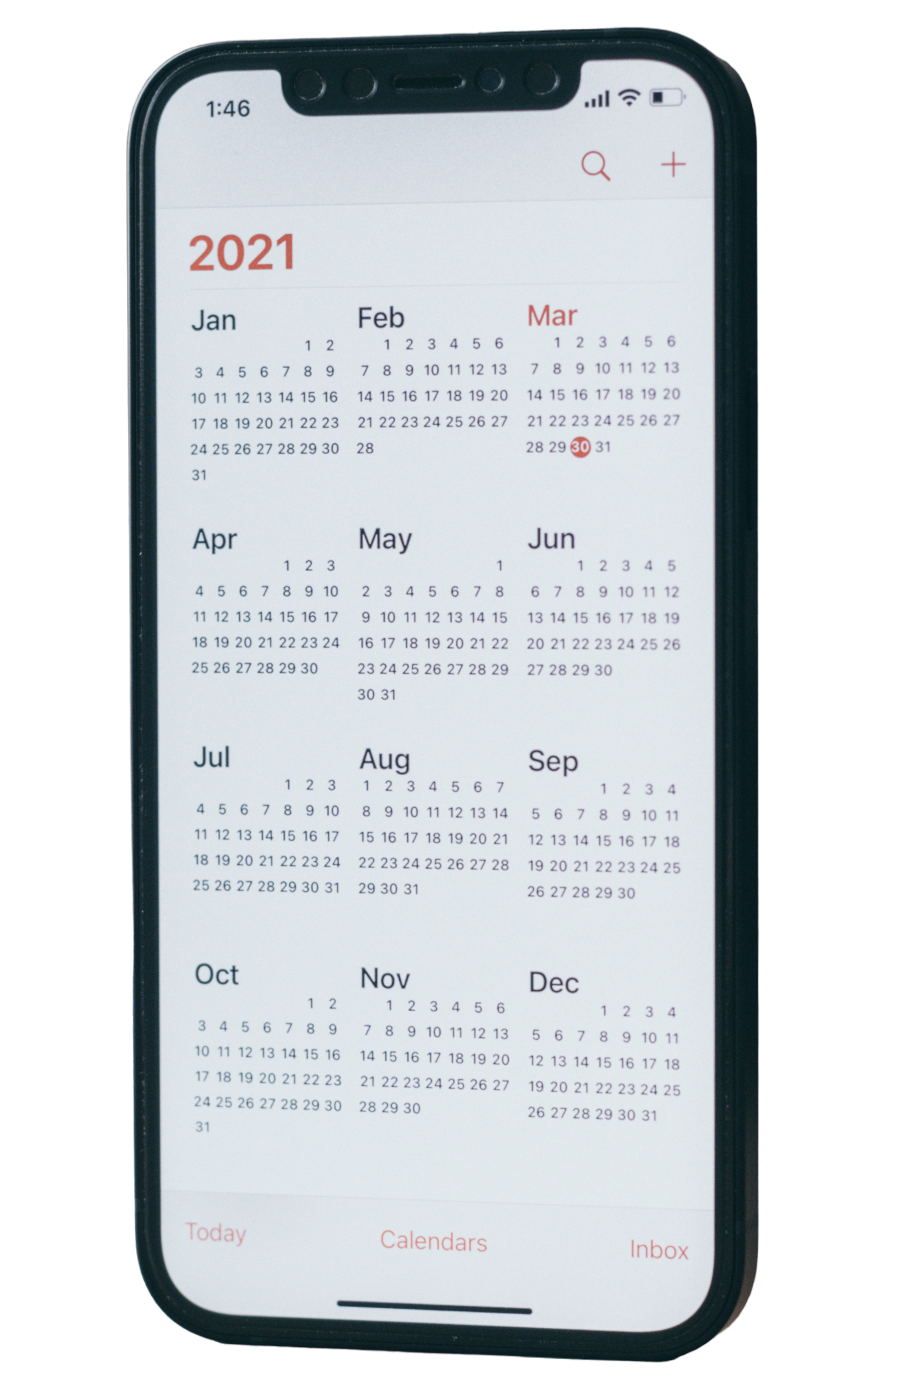 1:46
2021
Jan Feb Mar
1 2
3 4 5 6 7 8 9
10 11 12 13 14 15 16
17 18 19 20 21 22 23
24 25 26 27 28 29 30
31
1 2 3 4 5 6
7 8 9 10 11 12 13
14 15 16 17 18 19 20
21 22 23 24 25 26 27
28
1 2 3 4 5 6
7 8 9 10 11 12 13
14 15 16 17 18 19 20
21 22 23 24 25 26 27
28 29 30 31
Apr May Jun
1 2 3
4 5 6 7 8 9 10
11 12 13 14 15 16 17
18 19 20 21 22 23 24
25 26 27 28 29 30
1
2 3 4 5 6 7 8
9 10 11 12 13 14 15
16 17 18 19 20 21 22
23 24 25 26 27 28 29
30 31
1 2 3 4 5
6 7 8 9 10 11 12
13 14 15 16 17 18 19
20 21 22 23 24 25 26
27 28 29 30
Jul Aug Sep
1 2 3
4 5 6 7 8 9 10
11 12 13 14 15 16 17
18 19 20 21 22 23 24
25 26 27 28 29 30 31
1 2 3 4 5 6 7
8 9 10 11 12 13 14
15 16 17 18 19 20 21
22 23 24 25 26 27 28
29 30 31
1 2 3 4
5 6 7 8 9 10 11
12 13 14 15 16 17 18
19 20 21 22 23 24 25
26 27 28 29 30
Oct Nov Dec
1 2
3 4 5 6 7 8 9
10 11 12 13 14 15 16
17 18 19 20 21 22 23
24 25 26 27 28 29 30
31
1 2 3 4 5 6
7 8 9 10 11 12 13
14 15 16 17 18 19 20
21 22 23 24 25 26 27
28 29 30
1 2 3 4
5 6 7 8 9 10 11
12 13 14 15 16 17 18
19 20 21 22 23 24 25
26 27 28 29 30 31
Today Calendars Inbox